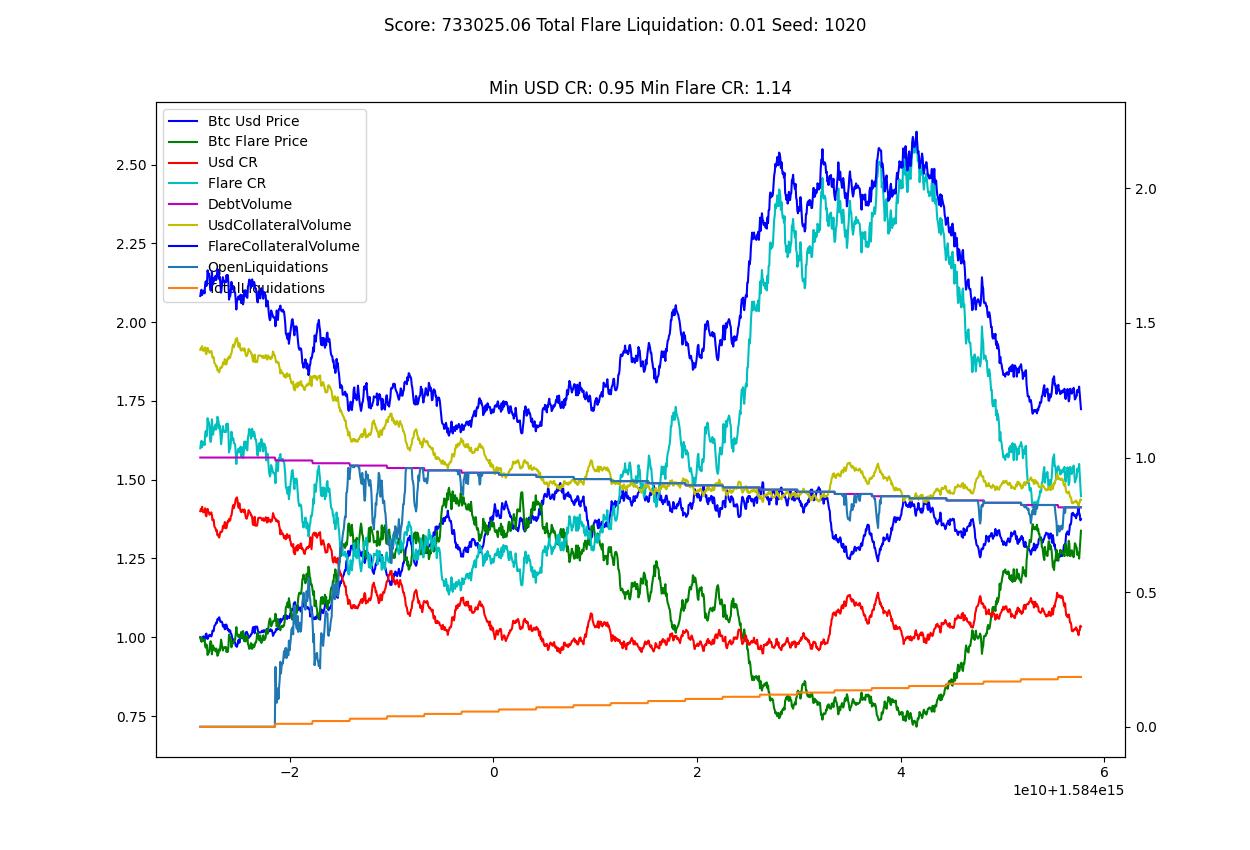 Score: 733025.06 Total Flare Liquidation: 0.01 Seed: 1020
Min USD CR: 0.95 Min Flare CR: 1.14
Btc Usd Price
Btc Flare Price
Usd CR
Flare CR
DebtVolume
UsdCollateralVolume
FlareCollateralVolume
OpenLiquidations
TotalLiquidations
2.50
2.25
2.00
1.75
1.50
1.25
1.00
0.75
2.0
1.5
1.0
0.5
0.0
−2 0 2 4 6
1e10+1.584e15